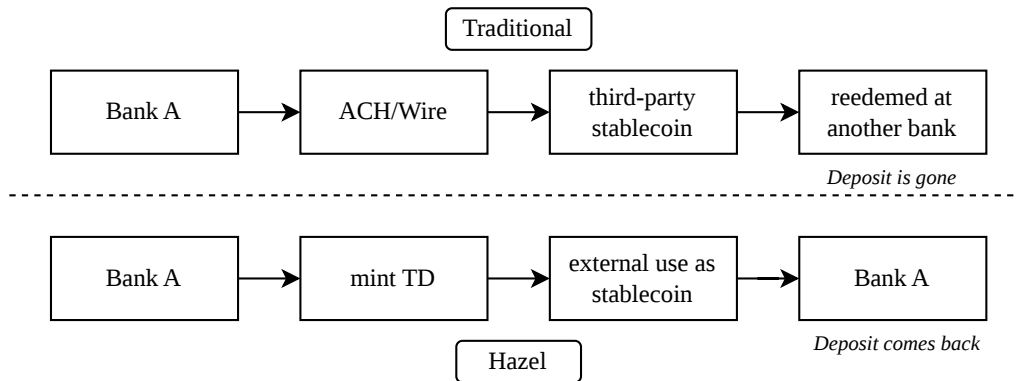 Traditional
Bank A
ACH/Wire
third-party
stablecoin
reedemed at
another bank
Deposit is gone
Bank A
mint TD
external use as
stablecoin
Bank A
Deposit comes back
Hazel